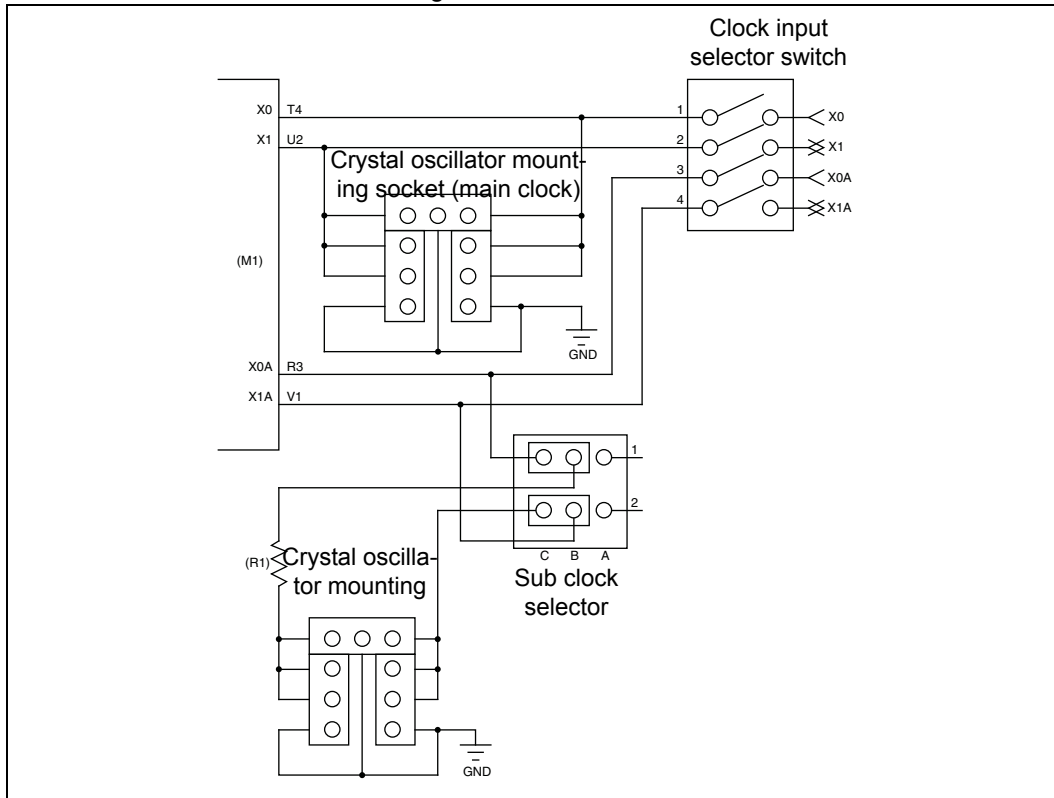 Clock input
selector switch
X0 T4
X1 U2
1
2
3
4
X0
X1
X0A
X1A
Crystal oscillator mount-
ing socket (main clock)
(M1)
GND
X0A R3
X1A V1
1
2
C B A
Sub clock
selector
(R1)
Crystal oscilla-
tor mounting
GND